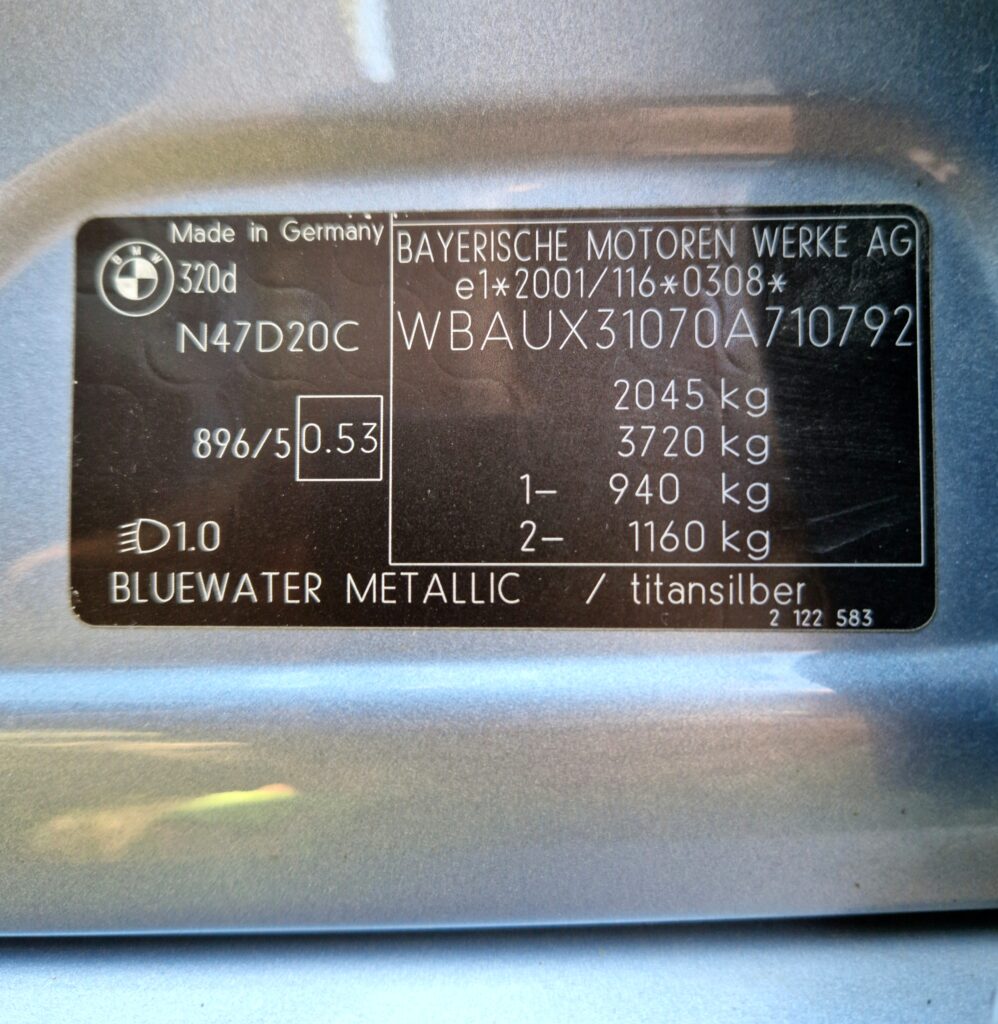 Made in Germany
BMW
320d
N47D20C
896/5 0.53
1.0
BAYERISCHE MOTOREN WERKE AG
e1*2001/116*0308*
WBAUX31070A710792
2045 kg
3720 kg
1- 940 kg
2- 1160 kg
BLUEWATER METALLIC / titansilber
2 122 583